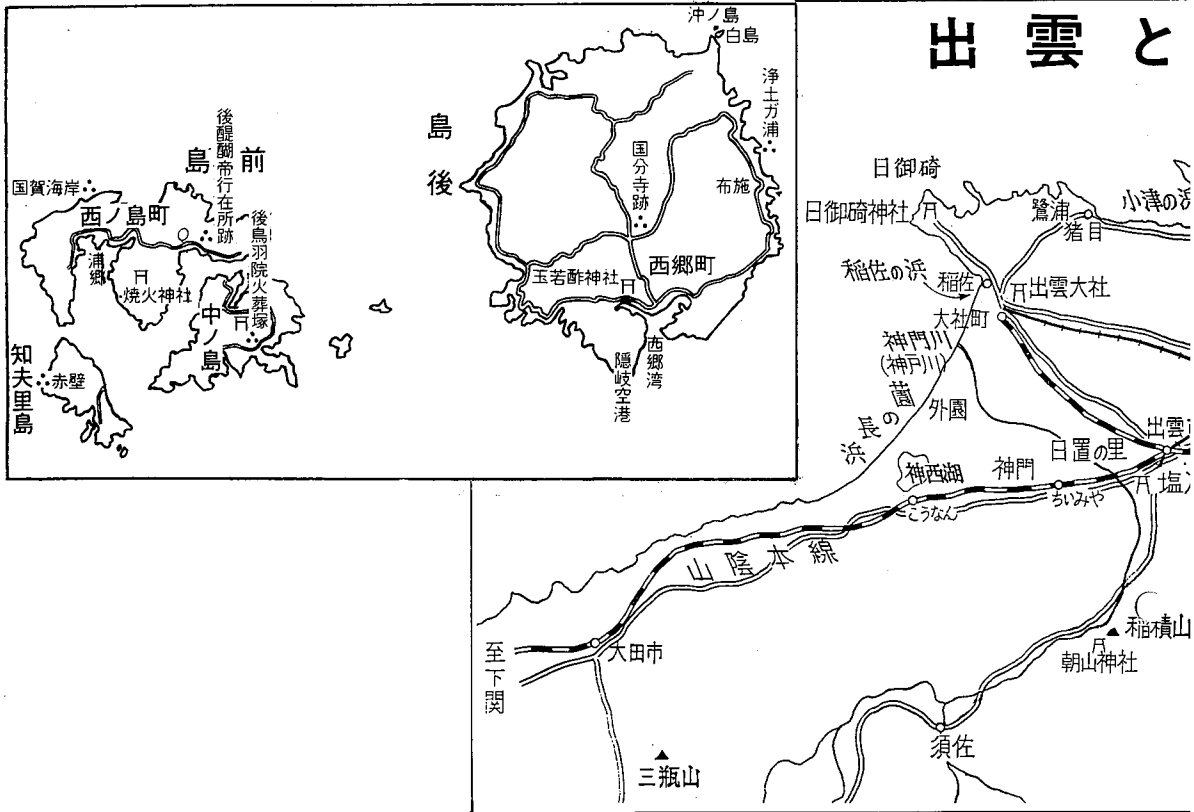 出雲と
沖ノ島
白島
浄土ガ浦
島後
国分寺跡
布施
玉若酢神社
西郷町
西郷湾
隠岐空港
後醍醐帝行在所跡
島前
国賀海岸
西ノ島町
後鳥羽院火葬塚
浦郷
焼火神社
中ノ島
知夫里島
赤壁
日御碕
日御碕神社
鷺浦
猪目
小津の浜
稲佐の浜
稲佐
出雲大社
大社町
神門川
(神戸川)
薗の長浜
外園
日置の里
出雲市
神西湖
神門
塩冶
こうなん
ちいみや
山陰本線
稲積山
朝山神社
至下関
大田市
須佐
三瓶山